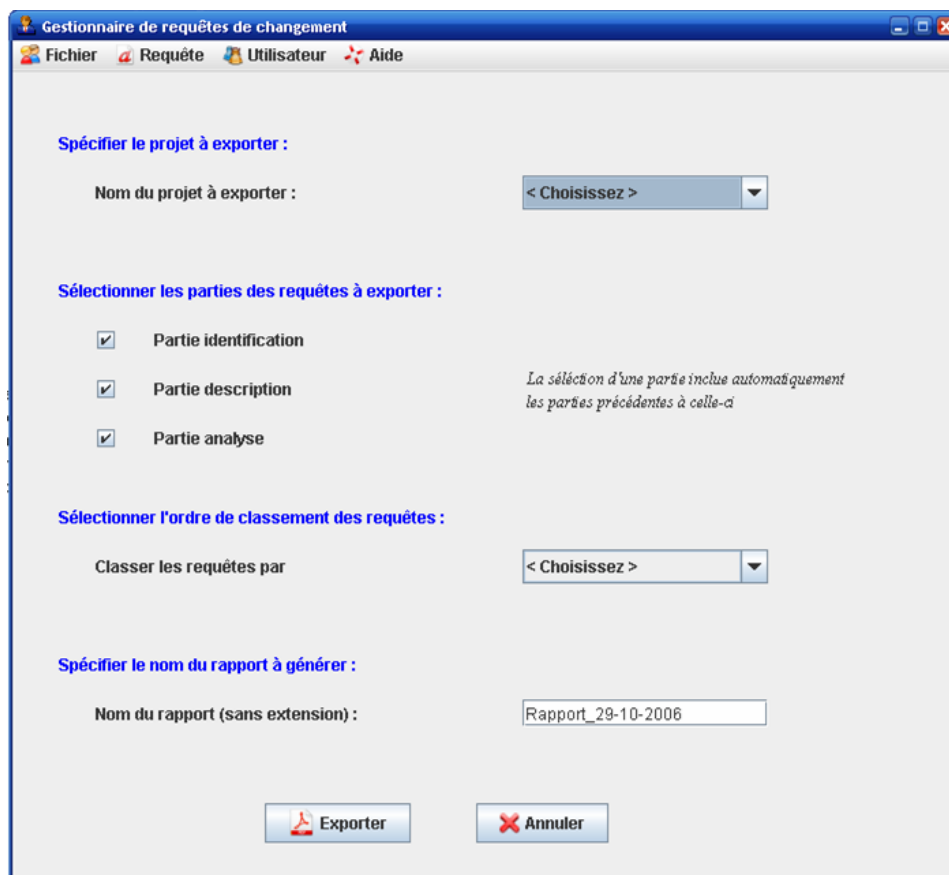 Gestionnaire de requêtes de changement
Fichier Requête Utilisateur Aide
Spécifier le projet à exporter :
Nom du projet à exporter : < Choisissez >
Sélectionner les parties des requêtes à exporter :
Partie identification
Partie description
La séléction d'une partie inclue automatiquement
les parties précédentes à celle-ci
Partie analyse
Sélectionner l'ordre de classement des requêtes :
Classer les requêtes par < Choisissez >
Spécifier le nom du rapport à générer :
Nom du rapport (sans extension) : Rapport_29-10-2006
Exporter Annuler